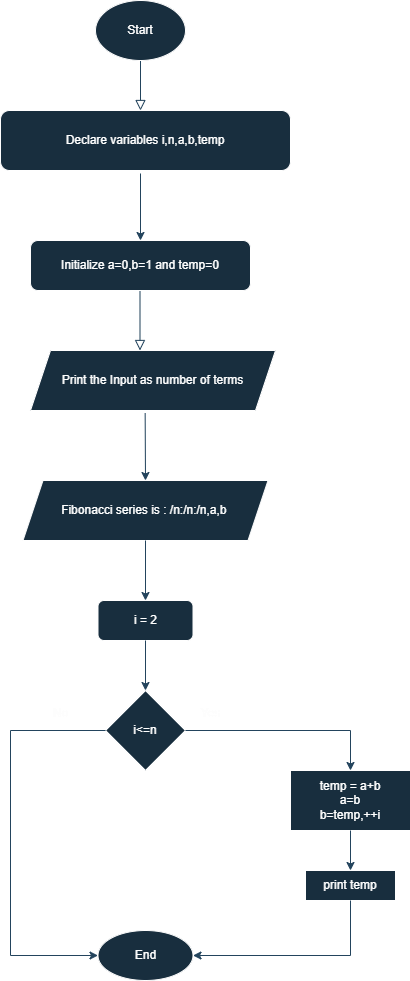 Start
Declare variables i,n,a,b,temp
Initialize a=0,b=1 and temp=0
Print the Input as number of terms
Fibonacci series is : /n:/n:/n,a,b
i = 2
i<=n
temp = a+b
a=b
b=temp,++i
print temp
End